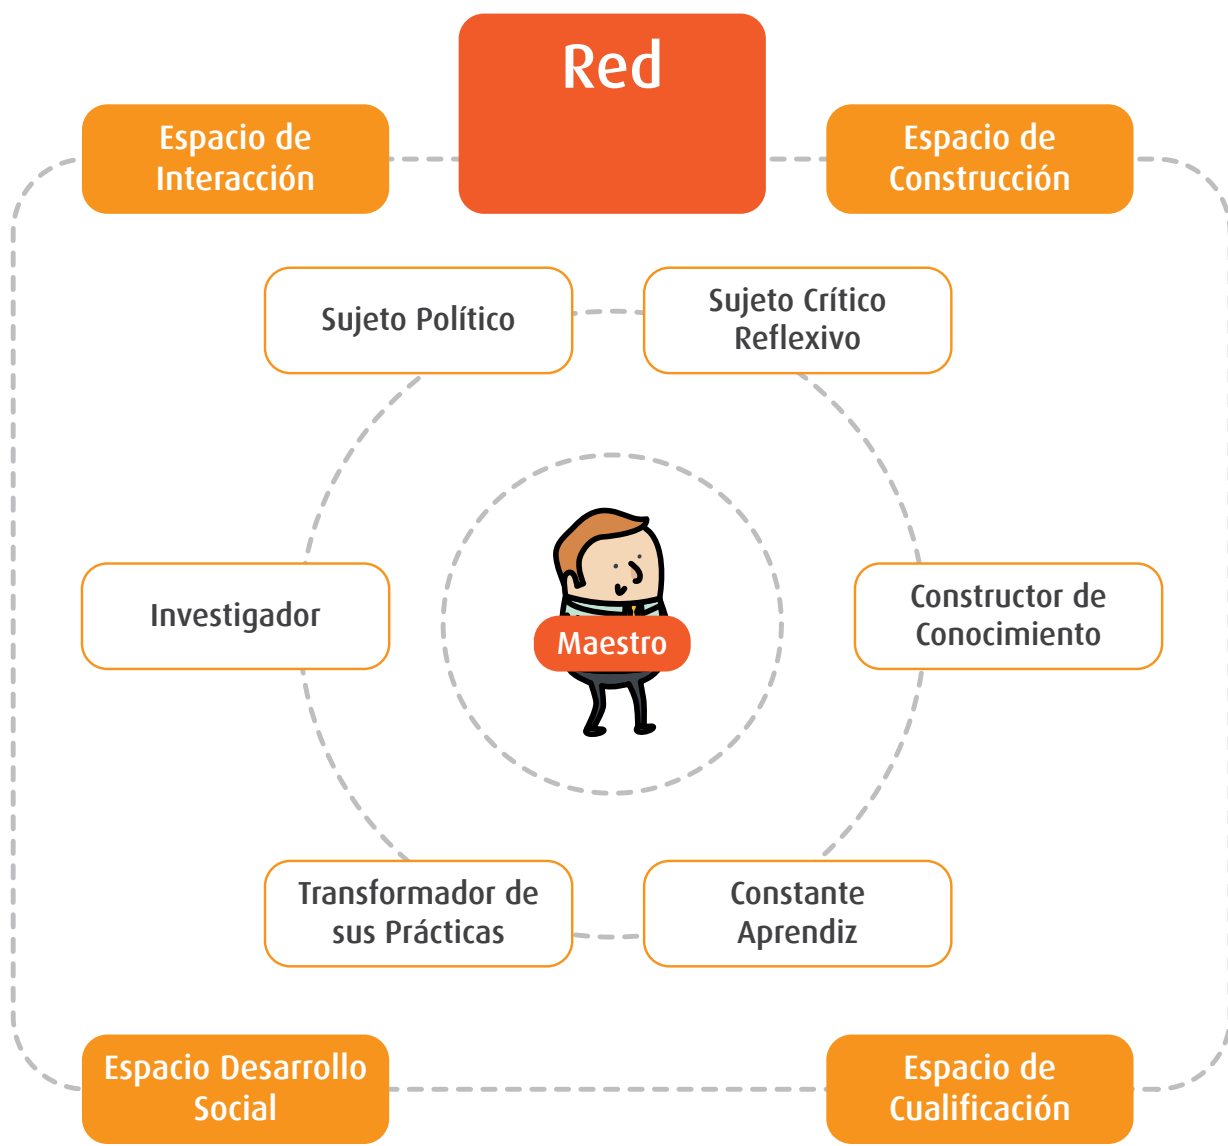 Red
Espacio de
Interacción
Espacio de
Construcción
Sujeto Político
Sujeto Crítico
Reflexivo
Investigador
Maestro
Constructor de
Conocimiento
Transformador de
sus Prácticas
Constante
Aprendiz
Espacio Desarrollo
Social
Espacio de
Cualificación